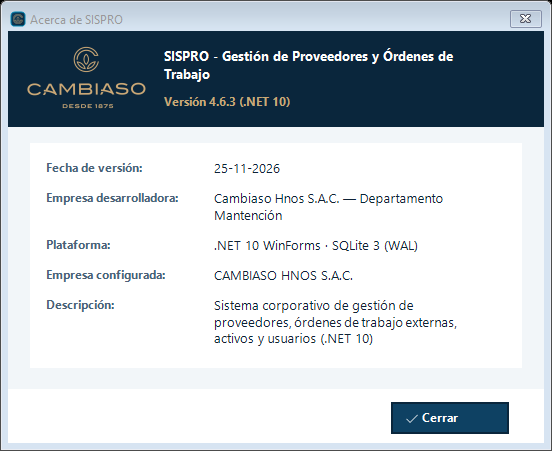 Acerca de SISPRO
CAMBIASO
DESDE 1875
SISPRO - Gestión de Proveedores y Órdenes de
Trabajo
Versión 4.6.3 (.NET 10)
Fecha de versión: 25-11-2026
Empresa desarrolladora: Cambiaso Hnos S.A.C. — Departamento
Mantención
Plataforma: .NET 10 WinForms · SQLite 3 (WAL)
Empresa configurada: CAMBIASO HNOS S.A.C.
Descripción: Sistema corporativo de gestión de
proveedores, órdenes de trabajo externas,
activos y usuarios (.NET 10)
Cerrar